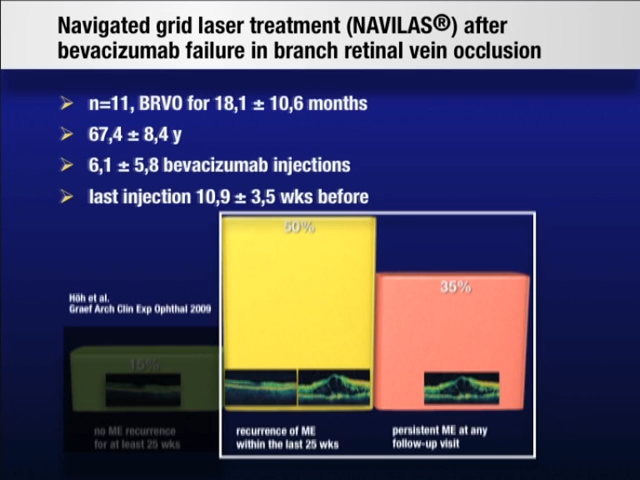 Navigated grid laser treatment (NAVILAS®) after
bevacizumab failure in branch retinal vein occlusion
n=11, BRVO for 18,1 ± 10,6 months
67,4 ± 8,4 y
6,1 ± 5,8 bevacizumab injections
last injection 10,9 ± 3,5 wks before
50%
35%
Höh et al.
Graef Arch Clin Exp Ophthal 2009
15%
no ME recurrence
for at least 25 wks
recurrence of ME
within the last 25 wks
persistent ME at any
follow-up visit